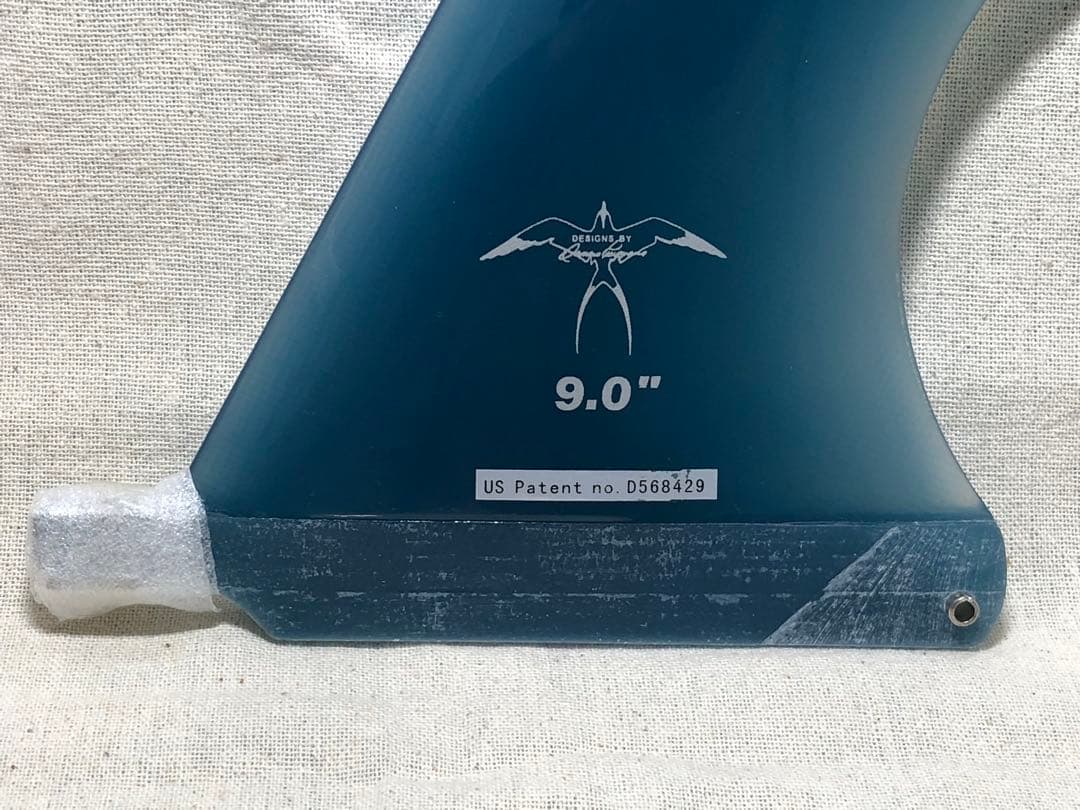 DESIGNS BY
9.0"
US Patent no. D568429